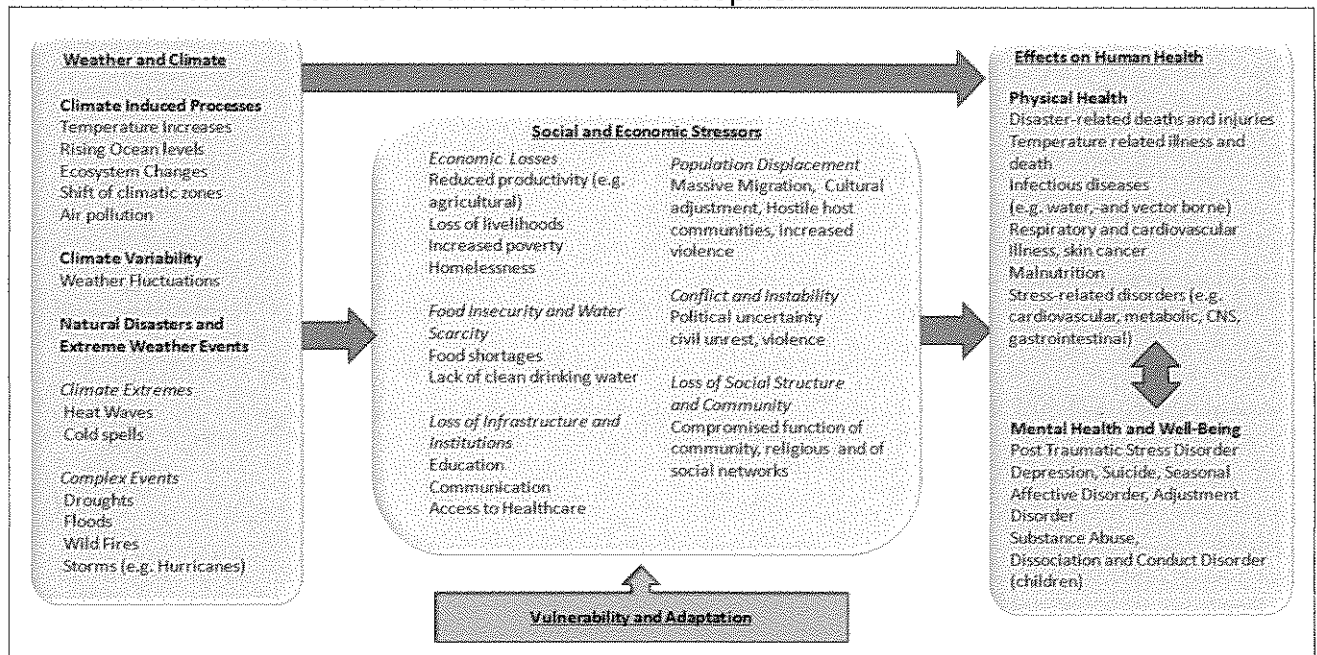 Weather and Climate
Climate Induced Processes
Temperature Increases
Rising Ocean levels
Ecosystem Changes
Shift of climatic zones
Air pollution
Climate Variability
Weather Fluctuations
Natural Disasters and
Extreme Weather Events
Climate Extremes
Heat Waves
Cold spells
Complex Events
Droughts
Floods
Wild Fires
Storms (e.g. Hurricanes)
Social and Economic Stressors
Economic Losses
Reduced productivity (e.g.
agricultural)
Loss of livelihoods
Increased poverty
Homelessness
Food Insecurity and Water
Scarcity
Food shortages
Lack of clean drinking water
Loss of Infrastructure and
Institutions
Education
Communication
Access to Healthcare
Population Displacement
Massive Migration, Cultural
adjustment, Hostile host
communities, Increased
violence
Conflict and Instability
Political uncertainty
civil unrest, violence
Loss of Social Structure
and Community
Compromised function of
community, religious and of
social networks
Vulnerability and Adaptation
Effects on Human Health
Physical Health
Disaster-related deaths and injuries
Temperature related illness and
death
Infectious diseases
(e.g. water,-and vector borne)
Respiratory and cardiovascular
Illness, skin cancer
Malnutrition
Stress-related disorders (e.g.
cardiovascular, metabolic, CNS,
gastrointestinal)
Mental Health and Well-Being
Post Traumatic Stress Disorder
Depression, Suicide, Seasonal
Affective Disorder, Adjustment
Disorder
Substance Abuse,
Dissociation and Conduct Disorder
(children)